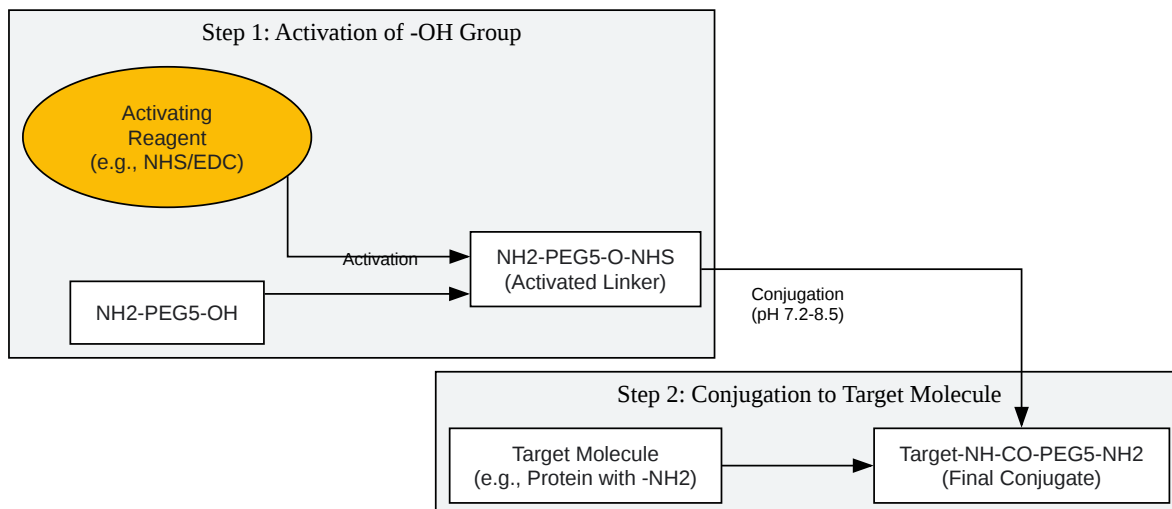 Step 1: Activation of -OH Group
Activating
Reagent
(e.g., NHS/EDC)
Activation
NH2-PEG5-OH
NH2-PEG5-O-NHS
(Activated Linker)
Conjugation
(pH 7.2-8.5)
Step 2: Conjugation to Target Molecule
Target Molecule
(e.g., Protein with -NH2)
Target-NH-CO-PEG5-NH2
(Final Conjugate)